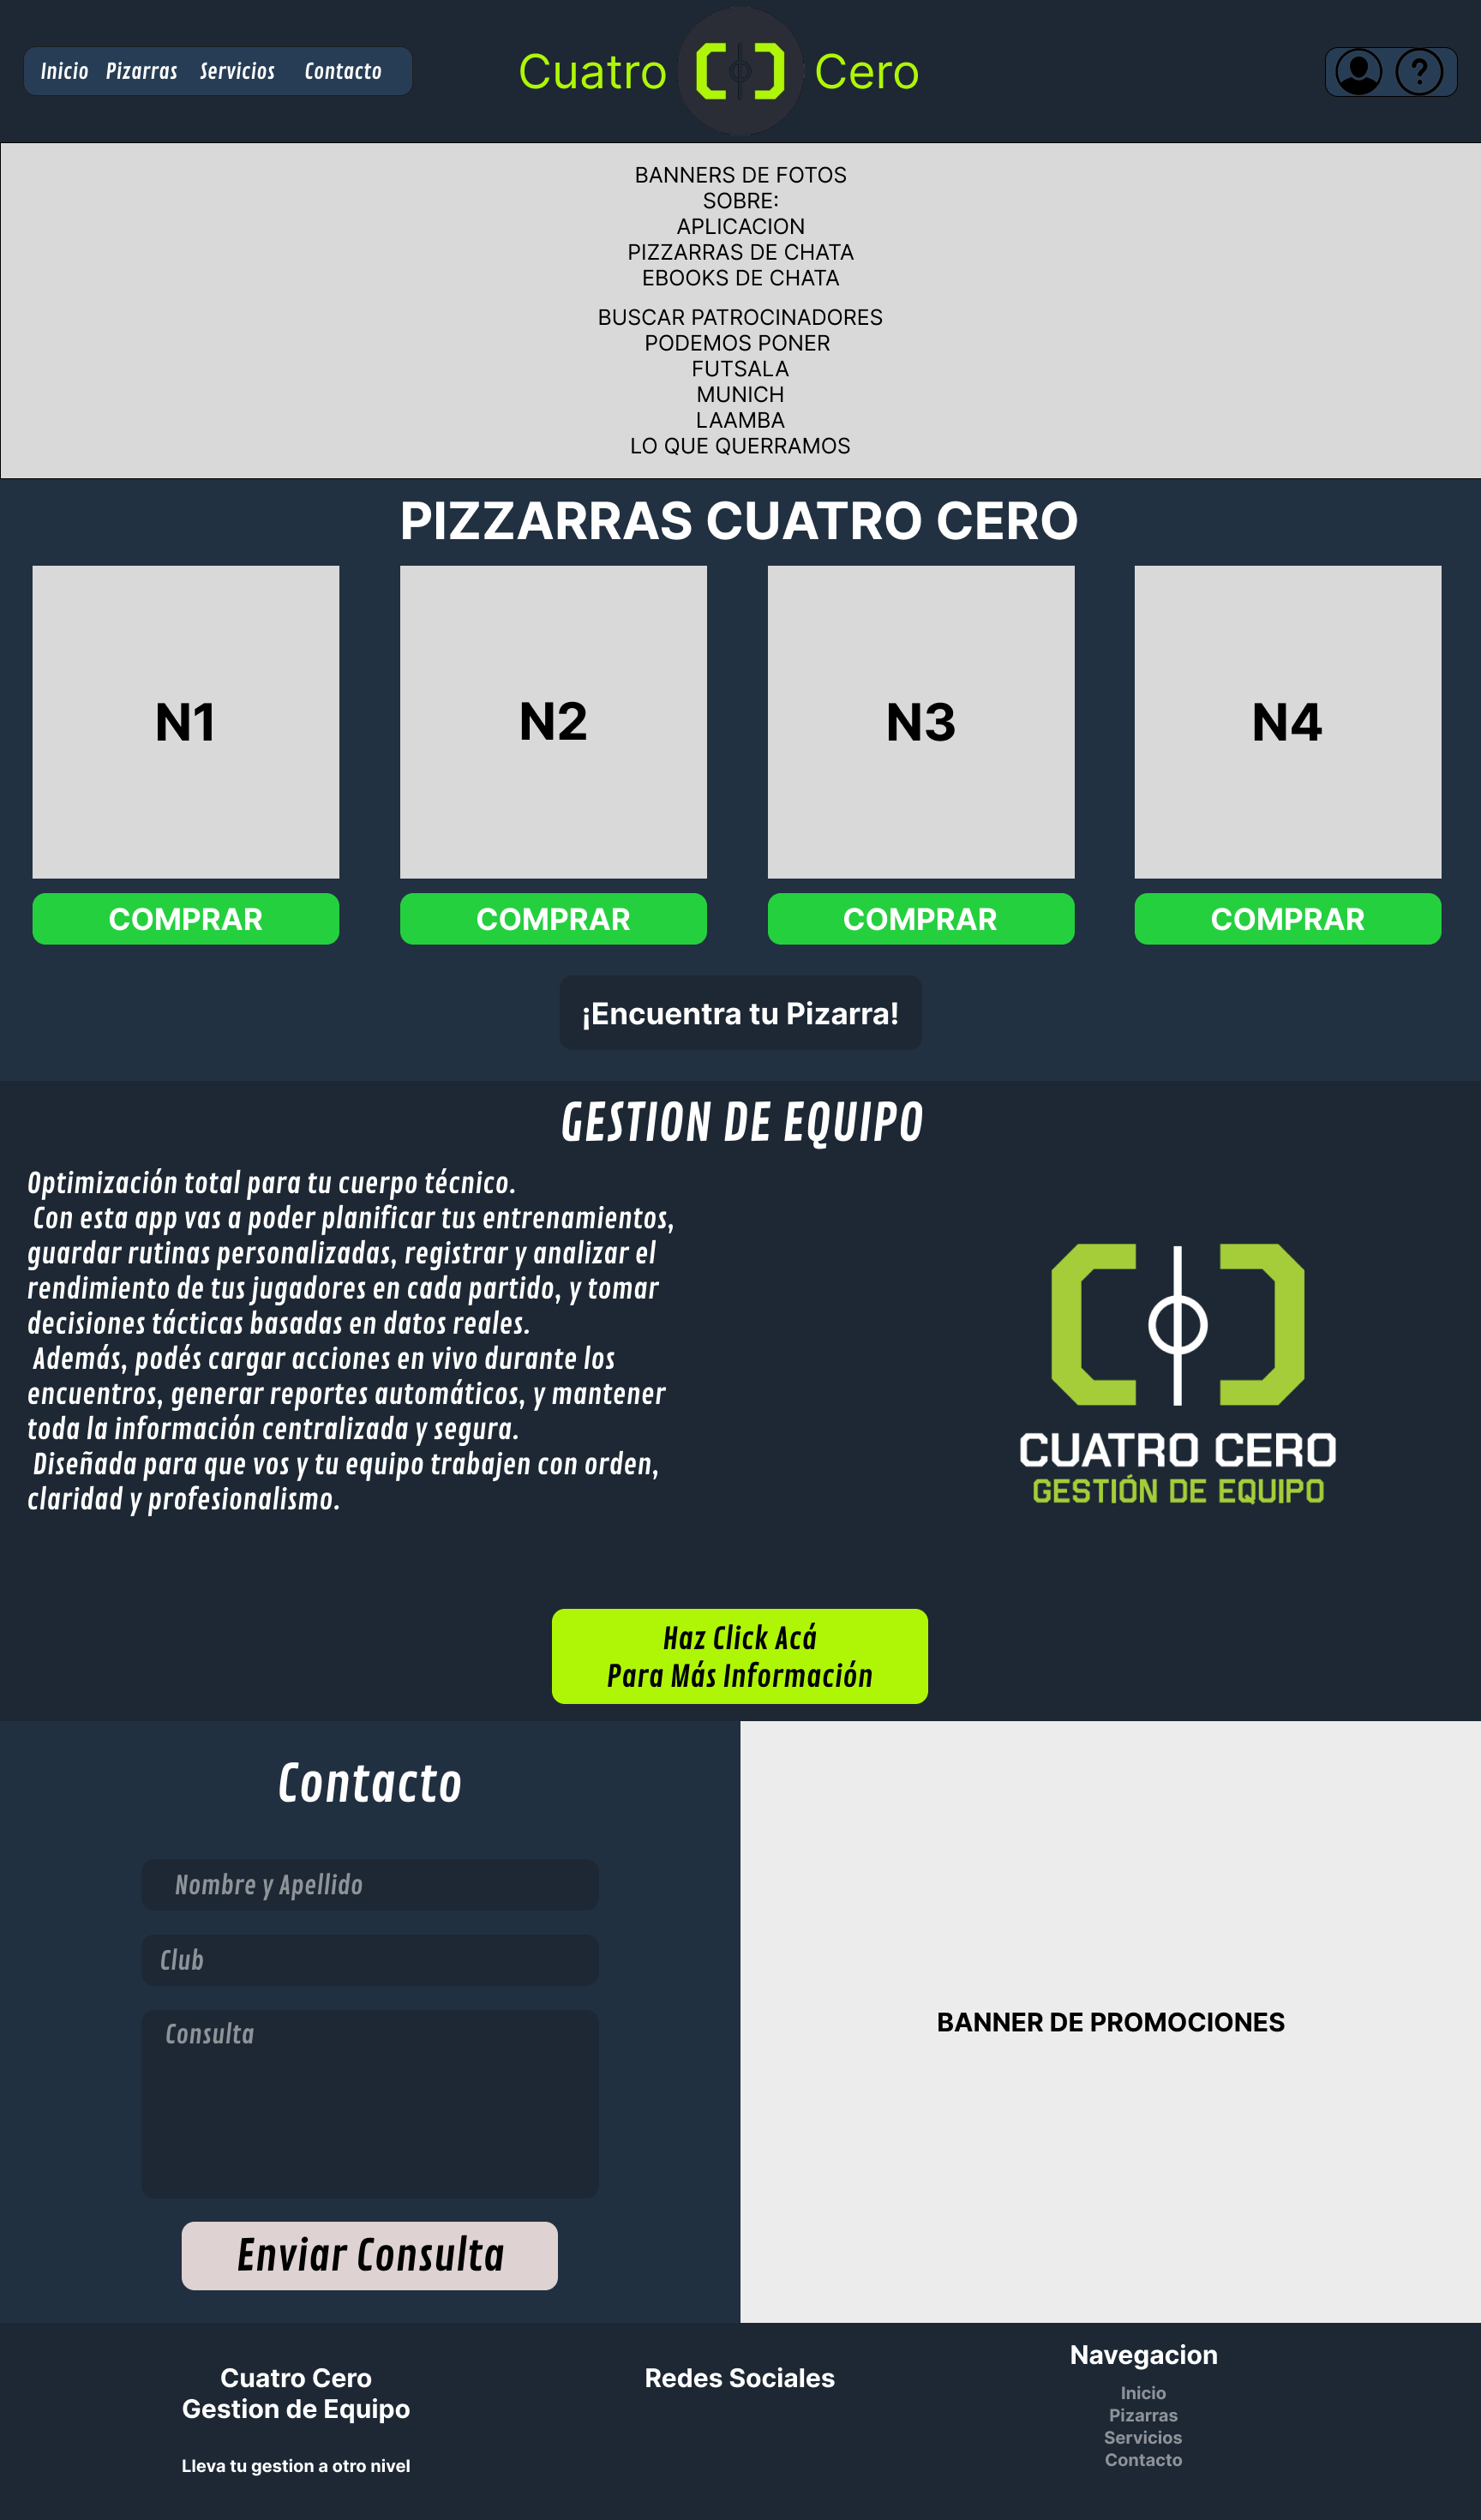 Inicio Pizarras Servicios Contacto
Cuatro Cero
?
BANNERS DE FOTOS
SOBRE:
APLICACION
PIZZARRAS DE CHATA
EBOOKS DE CHATA
BUSCAR PATROCINADORES
PODEMOS PONER
FUTSALA
MUNICH
LAAMBA
LO QUE QUERRAMOS
PIZZARRAS CUATRO CERO
N1 N2 N3 N4
COMPRAR COMPRAR COMPRAR COMPRAR
¡Encuentra tu Pizarra!
GESTION DE EQUIPO
Optimización total para tu cuerpo técnico.
Con esta app vas a poder planificar tus entrenamientos,
guardar rutinas personalizadas, registrar y analizar el
rendimiento de tus jugadores en cada partido, y tomar
decisiones tácticas basadas en datos reales.
Además, podés cargar acciones en vivo durante los
encuentros, generar reportes automáticos, y mantener
toda la información centralizada y segura.
Diseñada para que vos y tu equipo trabajen con orden,
claridad y profesionalismo.
CUATRO CERO
GESTIÓN DE EQUIPO
Haz Click Acá
Para Más Información
Contacto
Nombre y Apellido
Club
Consulta
Enviar Consulta
BANNER DE PROMOCIONES
Cuatro Cero
Gestion de Equipo
Lleva tu gestion a otro nivel
Redes Sociales
Navegacion
Inicio
Pizarras
Servicios
Contacto